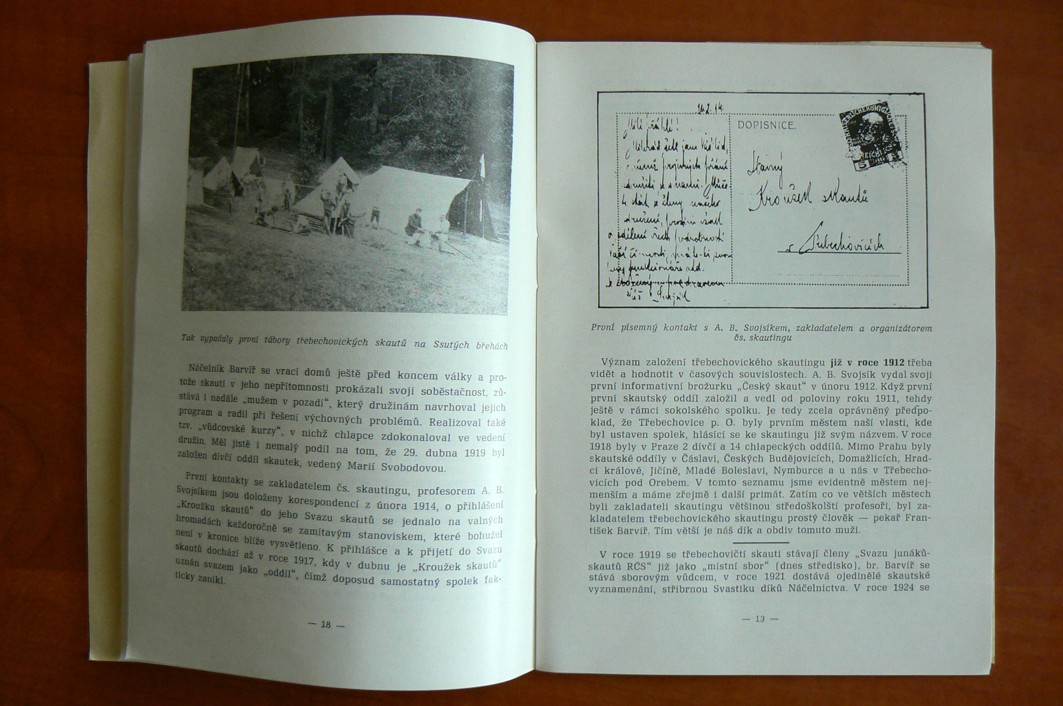 Tak vypadaly první tábory třebechovických skautů na Ssutých břehách
Náčelník Barvíř se vrací domů ještě před koncem války a pro-
tože skauti v jeho nepřítomnosti prokázali svoji soběstačnost, zů-
stává i nadále „mužem v pozadí“, který družinám navrhoval jejich
program a radil při řešení výchovných problémů. Realizoval také
tzv. „vůdcovské kurzy“, v nichž chlapce zdokonaloval ve vedení
družin. Měl jistě i nemalý podíl na tom, že 29. dubna 1919 byl
založen dívčí oddíl skautek, vedený Marií Svobodovou.
První kontakty se zakladatelem čs. skautingu, profesorem A. B.
Svojsíkem jsou doloženy korespondencí z února 1914, o přihlášení
„Kroužku skautů“ do jeho Svazu skautů se jednalo na valných
hromadách každoročně se zamítavým stanoviskem, které bohužel
není v kronice blíže vysvětleno. K přihlášce a k přijetí do Svazu
skautů dochází až v roce 1917, kdy v dubnu je „Kroužek skautů“
uznán svazem jako „oddíl“, čímž doposud samostatný spolek fak-
ticky zanikl.
— 18 —
DOPISNICE.
Slavný
Kroužek skautů
v Třebechovicích
První písemný kontakt s A. B. Svojsíkem, zakladatelem a organizátorem
čs. skautingu
Význam založení třebechovického skautingu již v roce 1912 třeba
vidět a hodnotit v časových souvislostech. A. B. Svojsík vydal svoji
první informativní brožurku „Český skaut“ v únoru 1912. Když první
první skautský oddíl založil a vedl od poloviny roku 1911, tehdy
ještě v rámci sokolského spolku. Je tedy zcela oprávněný předpo-
klad, že Třebechovice p. O. byly prvním městem naší vlasti, kde
byl ustaven spolek, hlásící se ke skautingu již svým názvem. V roce
1918 byly v Praze 2 dívčí a 14 chlapeckých oddílů. Mimo Prahu byly
skautské oddíly v Čáslavi, Českých Budějovicích, Domažlicích, Hrad-
ci králové, Jičíně, Mladé Boleslavi, Nymburce a u nás v Třebecho-
vicích pod Orebem. V tomto seznamu jsme evidentně městem nej-
menším a máme zřejmě i další primát. Zatím co ve větších městech
byli zakladateli skautingu většinou středoškolští profesoři, byl za-
kladatelem třebechovického skautingu prostý člověk — pekař Fran-
tišek Barvíř. Tím větší je náš dík a obdiv tomuto muži.
V roce 1919 se třebechovičtí skauti stávají členy „Svazu junáků-
skautů RČS“ již jako „místní sbor“ (dnes středisko), br. Barvíř se
stává sborovým vůdcem, v roce 1921 dostává ojedinělé skautské
vyznamenání, stříbrnou Svastiku díků Náčelnictva. V roce 1924 se
— 19 —